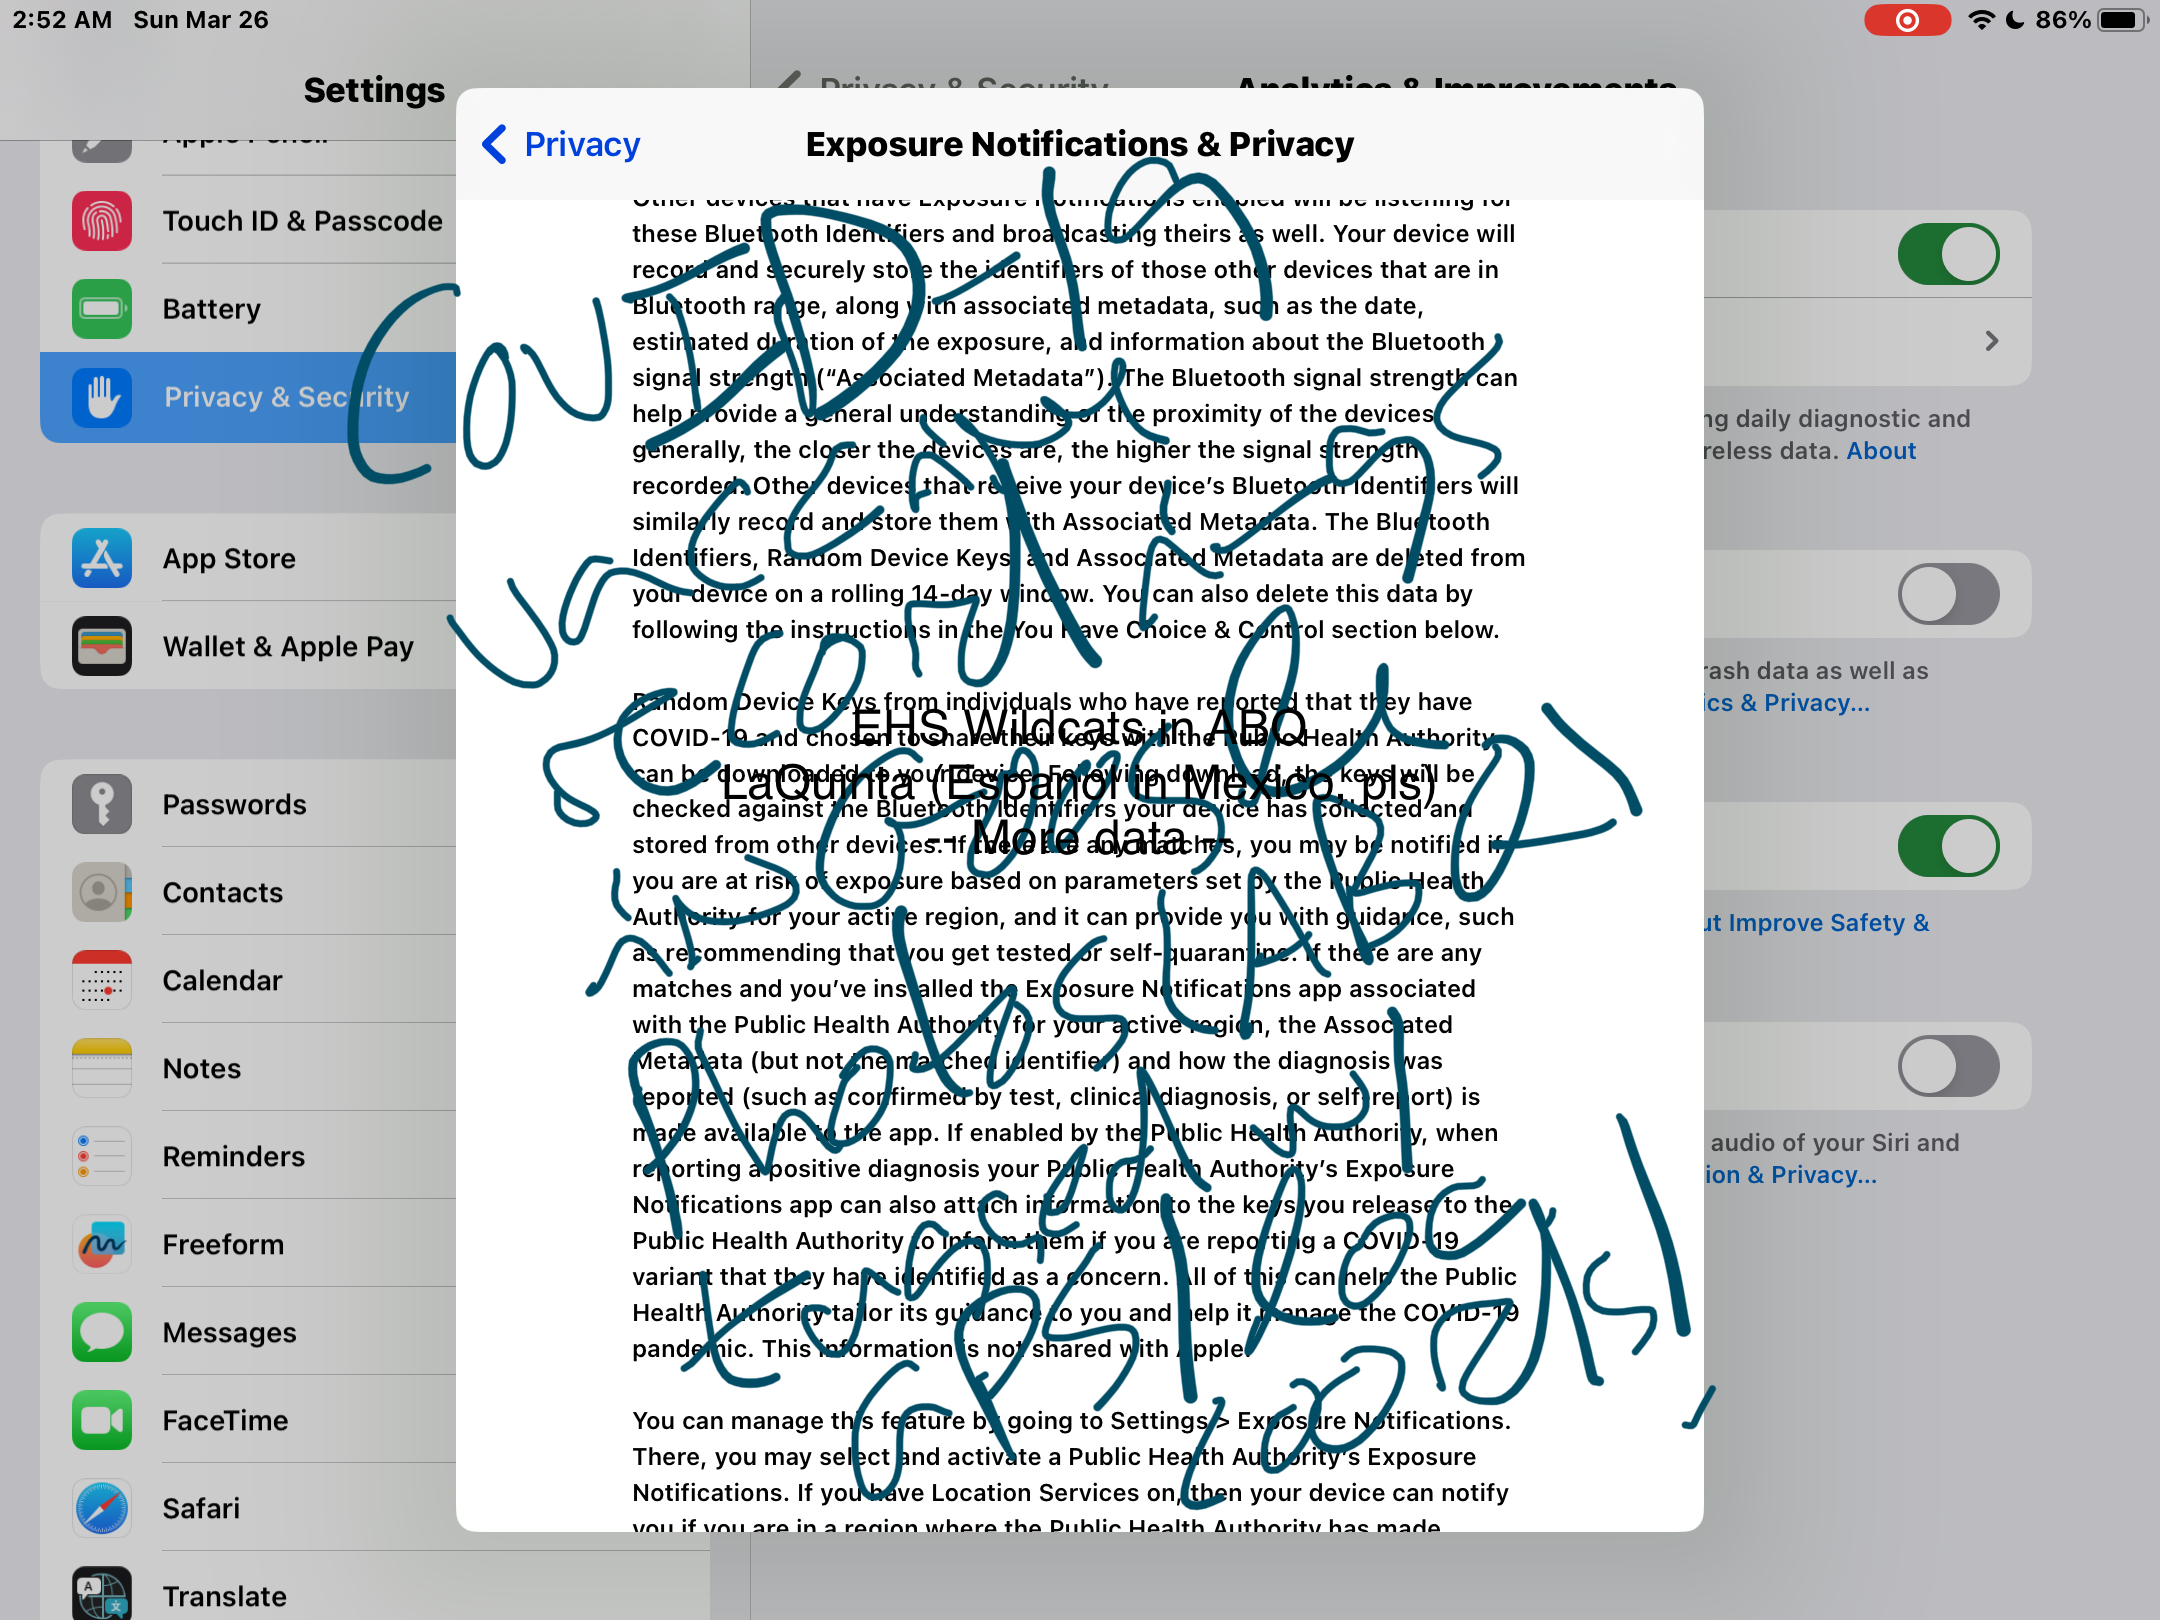 2:52 AM Sun Mar 26
86%
Settings
Privacy & Security
Analytics & Improvements
Apple Pencil
Touch ID & Passcode
Battery
Privacy & Security
App Store
Wallet & Apple Pay
Passwords
Contacts
Calendar
Notes
Reminders
Freeform
Messages
FaceTime
Safari
Translate
Privacy
Exposure Notifications & Privacy
Other devices that have Exposure Notifications enabled will be listening for
these Bluetooth Identifiers and broadcasting theirs as well. Your device will
record and securely store the identifiers of those other devices that are in
Bluetooth range, along with associated metadata, such as the date,
estimated duration of the exposure, and information about the Bluetooth
signal strength (“Associated Metadata”). The Bluetooth signal strength can
help provide a general understanding of the proximity of the devices
generally, the closer the devices are, the higher the signal strength
recorded. Other devices that receive your device’s Bluetooth Identifiers will
similarly record and store them with Associated Metadata. The Bluetooth
Identifiers, Random Device Keys, and Associated Metadata are deleted from
your device on a rolling 14-day window. You can also delete this data by
following the instructions in the You Have Choice & Control section below.
Random Device Keys from individuals who have reported that they have
COVID-19 and chosen to share their keys with the Public Health Authority
can be downloaded to your device. Following download, the keys will be
checked against the Bluetooth Identifiers your device has collected and
stored from other devices. If there are any matches, you may be notified if
you are at risk of exposure based on parameters set by the Public Health
Authority for your active region, and it can provide you with guidance, such
as recommending that you get tested or self-quarantine. If there are any
matches and you’ve installed the Exposure Notifications app associated
with the Public Health Authority for your active region, the Associated
Metadata (but not the matched identifier) and how the diagnosis was
reported (such as confirmed by test, clinical diagnosis, or self-report) is
made available to the app. If enabled by the Public Health Authority, when
reporting a positive diagnosis your Public Health Authority’s Exposure
Notifications app can also attach information to the keys you release to the
Public Health Authority to inform them if you are reporting a COVID-19
variant that they have identified as a concern. All of this can help the Public
Health Authority tailor its guidance to you and help it manage the COVID-19
pandemic. This information is not shared with Apple.
You can manage this feature by going to Settings > Exposure Notifications.
There, you may select and activate a Public Health Authority’s Exposure
Notifications. If you have Location Services on, then your device can notify
you if you are in a region where the Public Health Authority has made
EHS Wildcats in ABQ
LaQuinta (Español in Mexico, pls)
-- More data --
COVID-19
vaccine
photos (ABQ)
traced w/
GPS/
coords
ng daily diagnostic and
reless data. About
rash data as well as
ics & Privacy...
ut Improve Safety &
audio of your Siri and
ion & Privacy...